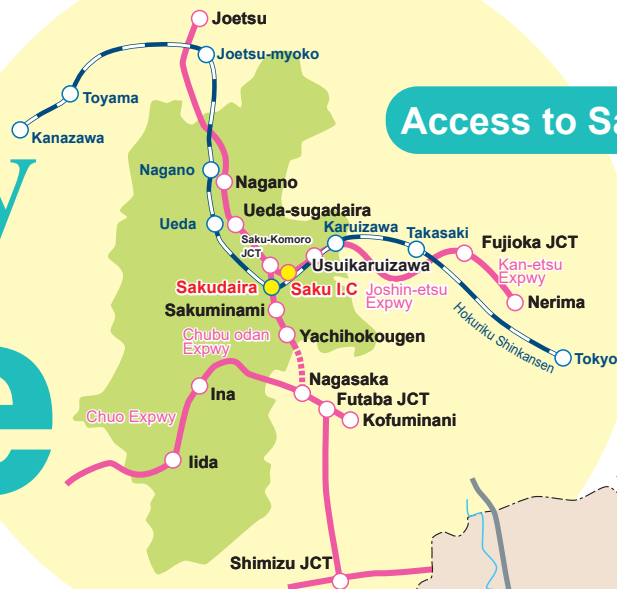 Joetsu
Joetsu-myoko
Toyama
Kanazawa
Access to Sa
Nagano
Nagano
Ueda
Ueda-sugadaira
Saku-Komoro
JCT
Karuizawa
Takasaki
Fujioka JCT
Usuikaruizawa
Kan-etsu
Expwy
Sakudaira
Saku I.C
Joshin-etsu
Expwy
Nerima
Sakuminami
Hokuriku Shinkansen
Chubu odan
Expwy
Yachihokougen
Tokyo
Nagasaka
Ina
Futaba JCT
Chuo Expwy
Kofuminani
Iida
Shimizu JCT
y
e